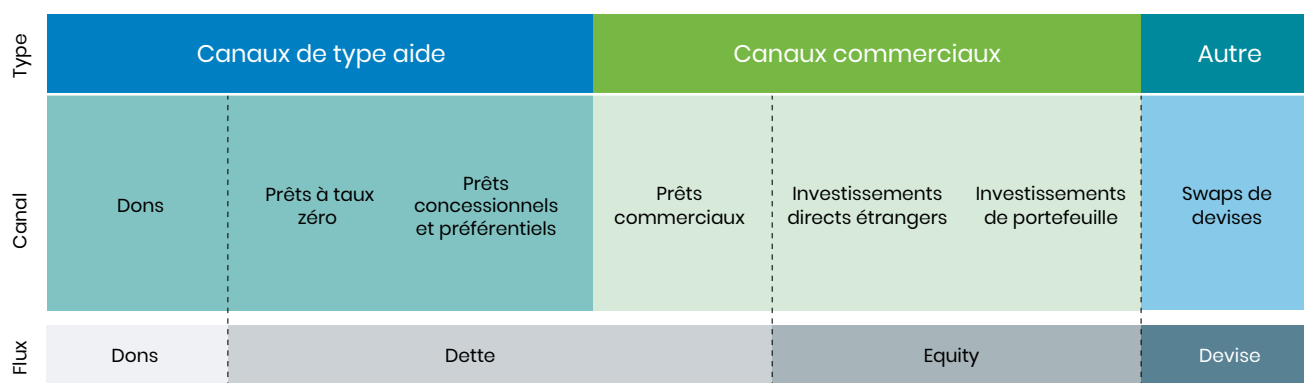 Type
Canaux de type aide
Canaux commerciaux
Autre
Canal
Dons
Prêts à taux
zéro
Prêts
concessionnels
et préférentiels
Prêts
commerciaux
Investissements
directs étrangers
Investissements
de portefeuille
Swaps de
devises
Flux
Dons
Dette
Equity
Devise